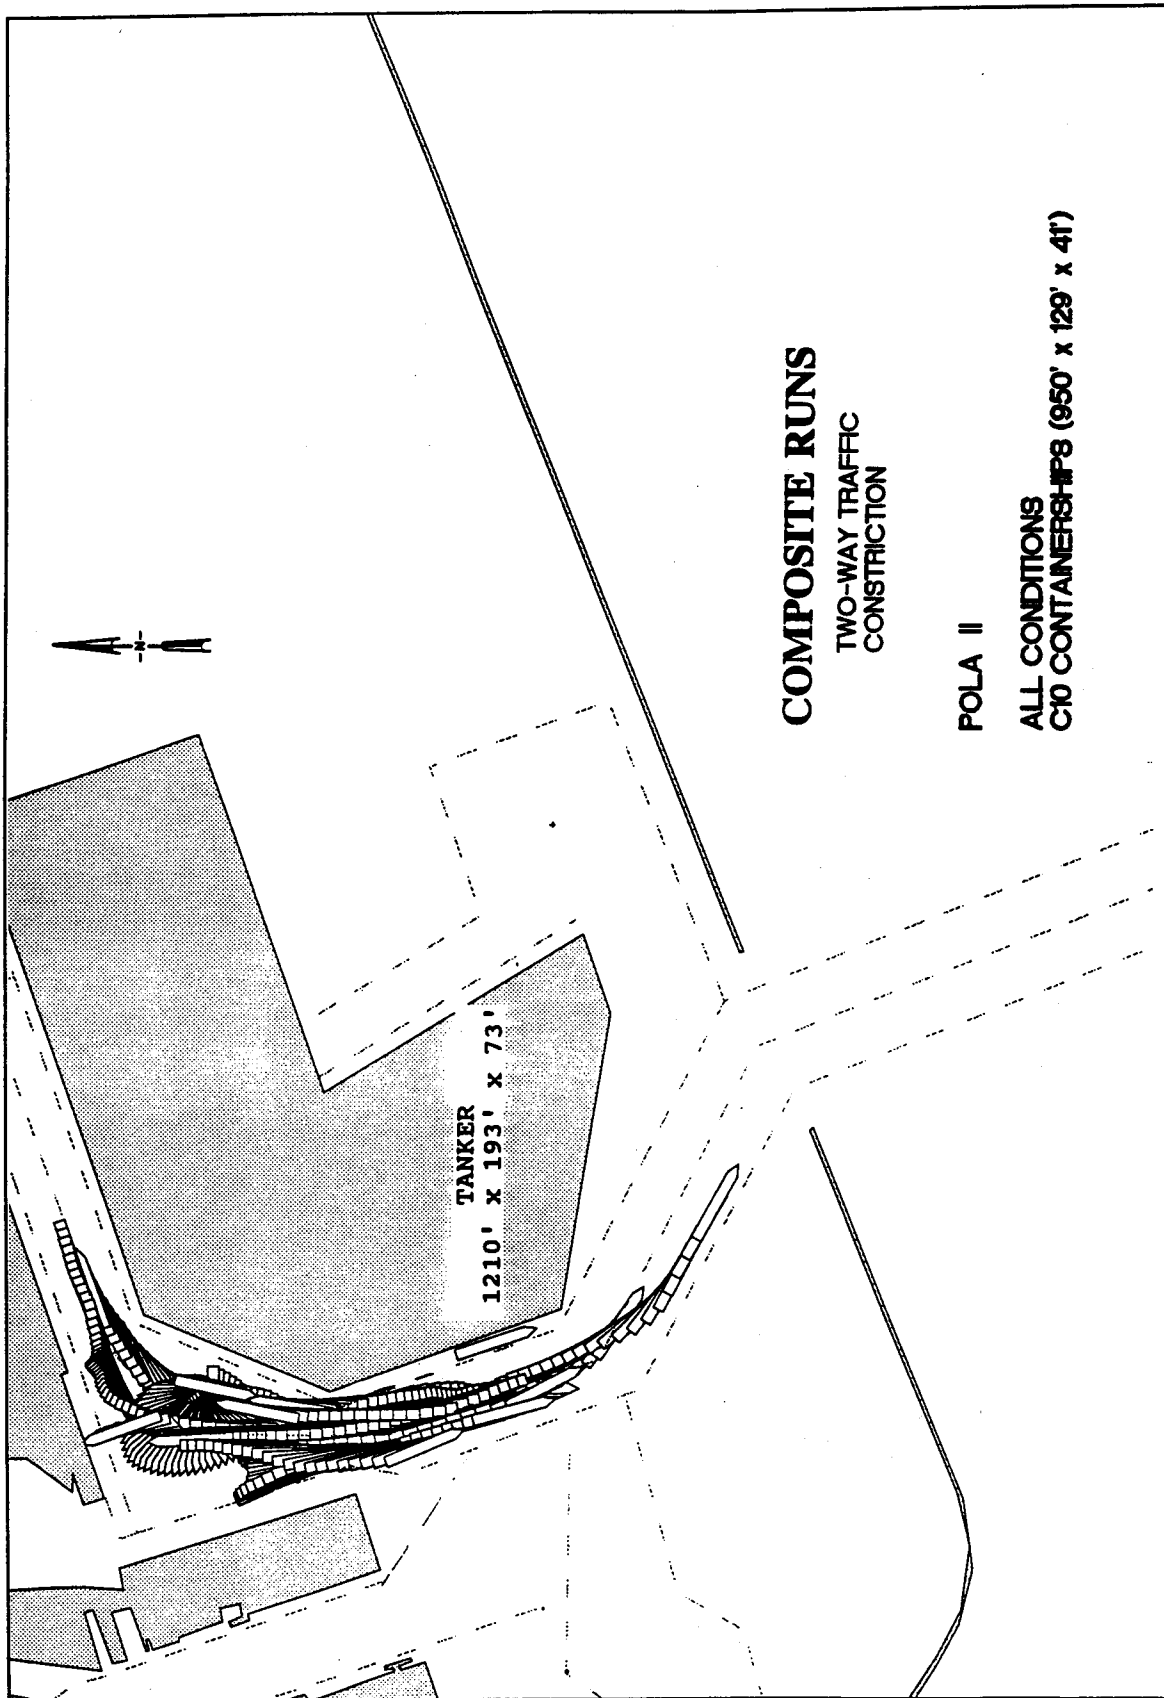 -N-
TANKER
1210' x 193' x 73'
COMPOSITE RUNS
TWO-WAY TRAFFIC
CONSTRICTION
POLA II
ALL CONDITIONS
C10 CONTAINERSHIPS (950' x 129' x 41')